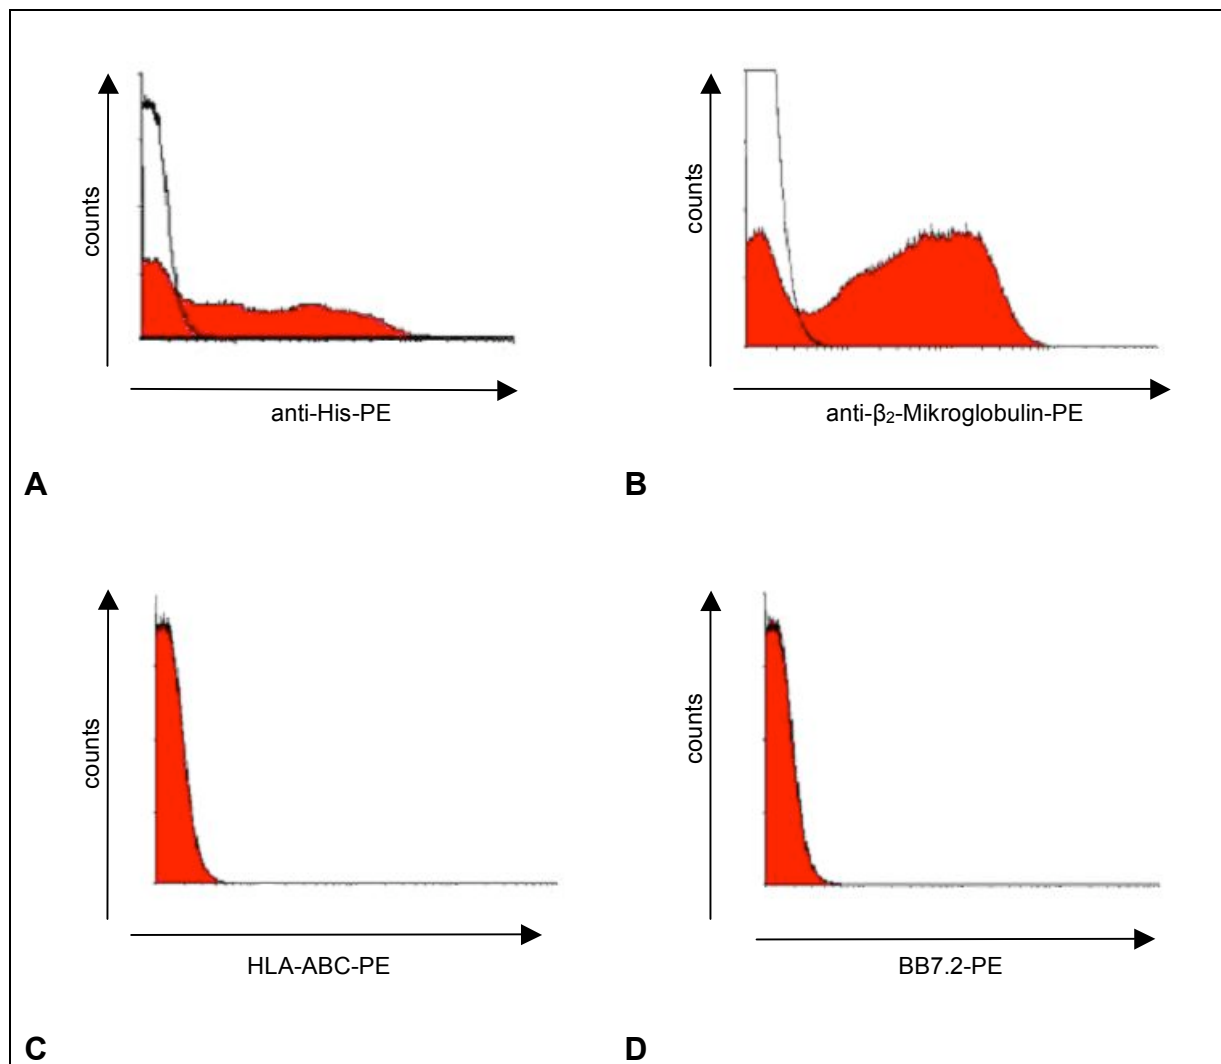 counts
anti-His-PE
A
counts
anti-β₂-Mikroglobulin-PE
B
counts
HLA-ABC-PE
C
counts
BB7.2-PE
D